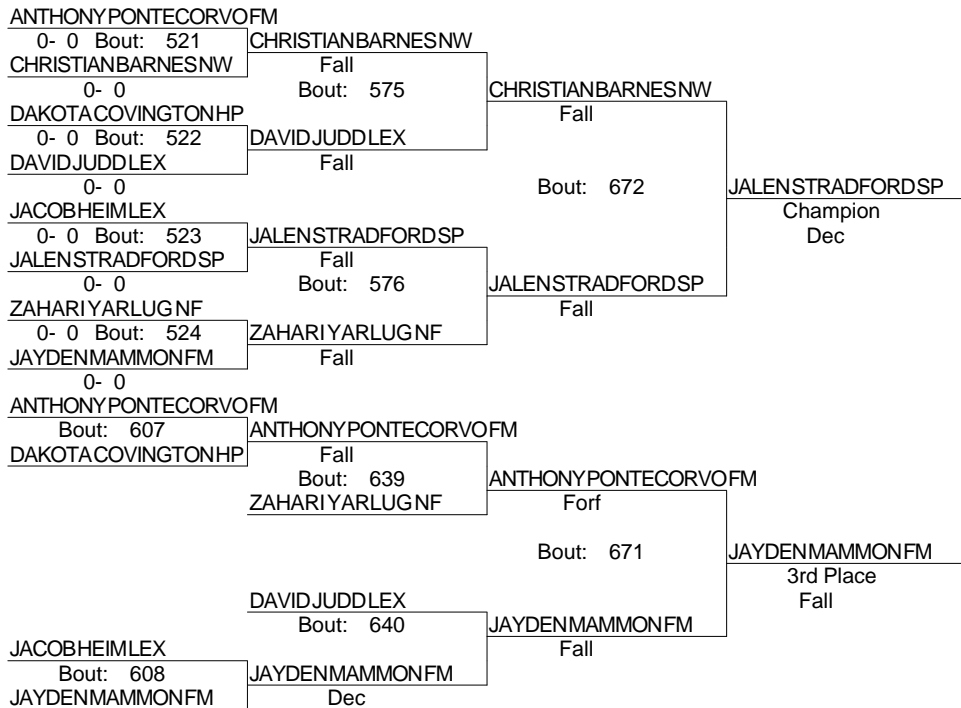 ANTHONYPONTECORVOFM
0- 0 Bout: 521 CHRISTIANBARNESNW
CHRISTIANBARNESNW Fall
0- 0 Bout: 575 CHRISTIANBARNESNW
DAKOTACOVINGTONHP Fall
0- 0 Bout: 522 DAVIDJUDDLEX
DAVIDJUDDLEX Fall
0- 0 Bout: 672 JALENSTRADFORDSP
JACOBHEIMLEX Champion
0- 0 Bout: 523 JALENSTRADFORDSP Dec
JALENSTRADFORDSP Fall
0- 0 Bout: 576 JALENSTRADFORDSP
ZAHARIYARLUGNF Fall
0- 0 Bout: 524 ZAHARIYARLUGNF
JAYDENMAMMONFM Fall
0- 0
ANTHONYPONTECORVOFM
Bout: 607 ANTHONYPONTECORVOFM
DAKOTACOVINGTONHP Fall
Bout: 639 ANTHONYPONTECORVOFM
ZAHARIYARLUGNF Forf
Bout: 671 JAYDENMAMMONFM
3rd Place
DAVIDJUDDLEX Fall
Bout: 640 JAYDENMAMMONFM
JACOBHEIMLEX Fall
Bout: 608 JAYDENMAMMONFM
JAYDENMAMMONFM Dec